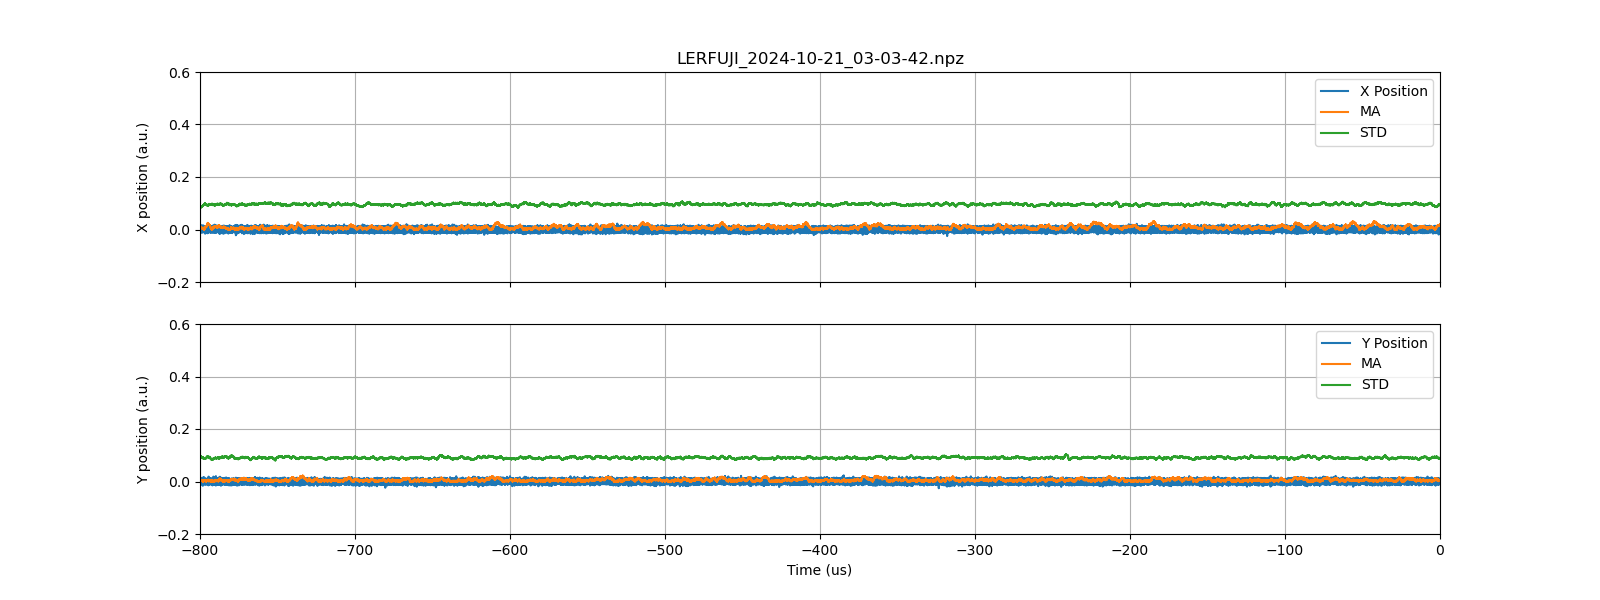 LERFUJI_2024-10-21_03-03-42.npz
0.6
0.4
0.2
0.0
−0.2
X position (a.u.)
X Position
MA
STD
0.6
0.4
0.2
0.0
−0.2
Y position (a.u.)
Y Position
MA
STD
−800 −700 −600 −500 −400 −300 −200 −100 0
Time (us)